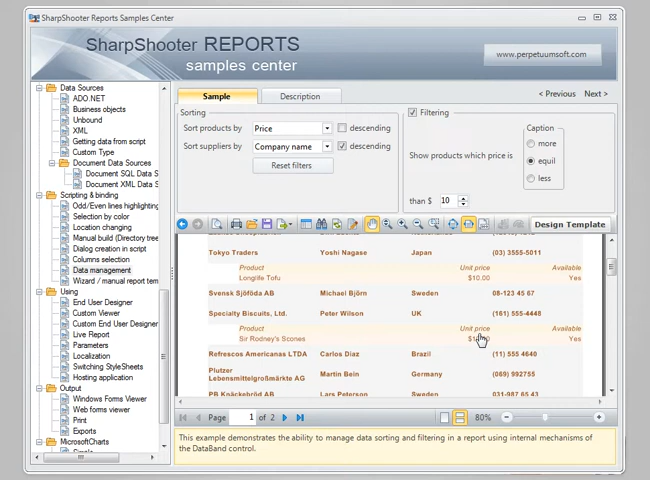 SharpShooter Reports Samples Center
SharpShooter REPORTS
samples center
www.perpetuumsoft.com
Data Sources
ADO.NET
Business objects
Unbound
XML
Getting data from script
Custom Type
Document Data Sources
Document SQL Data S
Document XML Data S
Scripting & binding
Odd/Even lines highlighting
Selection by color
Location changing
Manual build (Directory tree
Dialog creation in script
Columns selection
Data management
Wizard / manual report tem
Using
End User Designer
Custom Viewer
Custom End User Designer
Live Report
Parameters
Localization
Switching StyleSheets
Hosting application
Output
Windows Forms Viewer
Web forms viewer
Print
Exports
MicrosoftCharts
Simple
Sample
Description
< Previous Next >
Sorting
Sort products by Price descending
Sort suppliers by Company name descending
Reset filters
Filtering
Show products which price is
Caption
more
equil
less
than $ 10
Design Template
Tokyo Traders Yoshi Nagase Japan (03) 3555-5011
Product Unit price Available
Longlife Tofu $10.00 Yes
Svensk Sjöföda AB Michael Björn Sweden 08-123 45 67
Specialty Biscuits, Ltd. Peter Wilson UK (161) 555-4448
Product Unit price Available
Sir Rodney's Scones Yes
Refrescos Americanas LTDA Carlos Diaz Brazil (11) 555 4640
Plutzer
Lebensmittelgroßmärkte AG Martin Bein Germany (069) 992755
PB Knäckebröd AB Lars Peterson Sweden 031-987 65 43
Page 1 of 2
80%
This example demonstrates the ability to manage data sorting and filtering in a report using internal mechanisms of
the DataBand control.